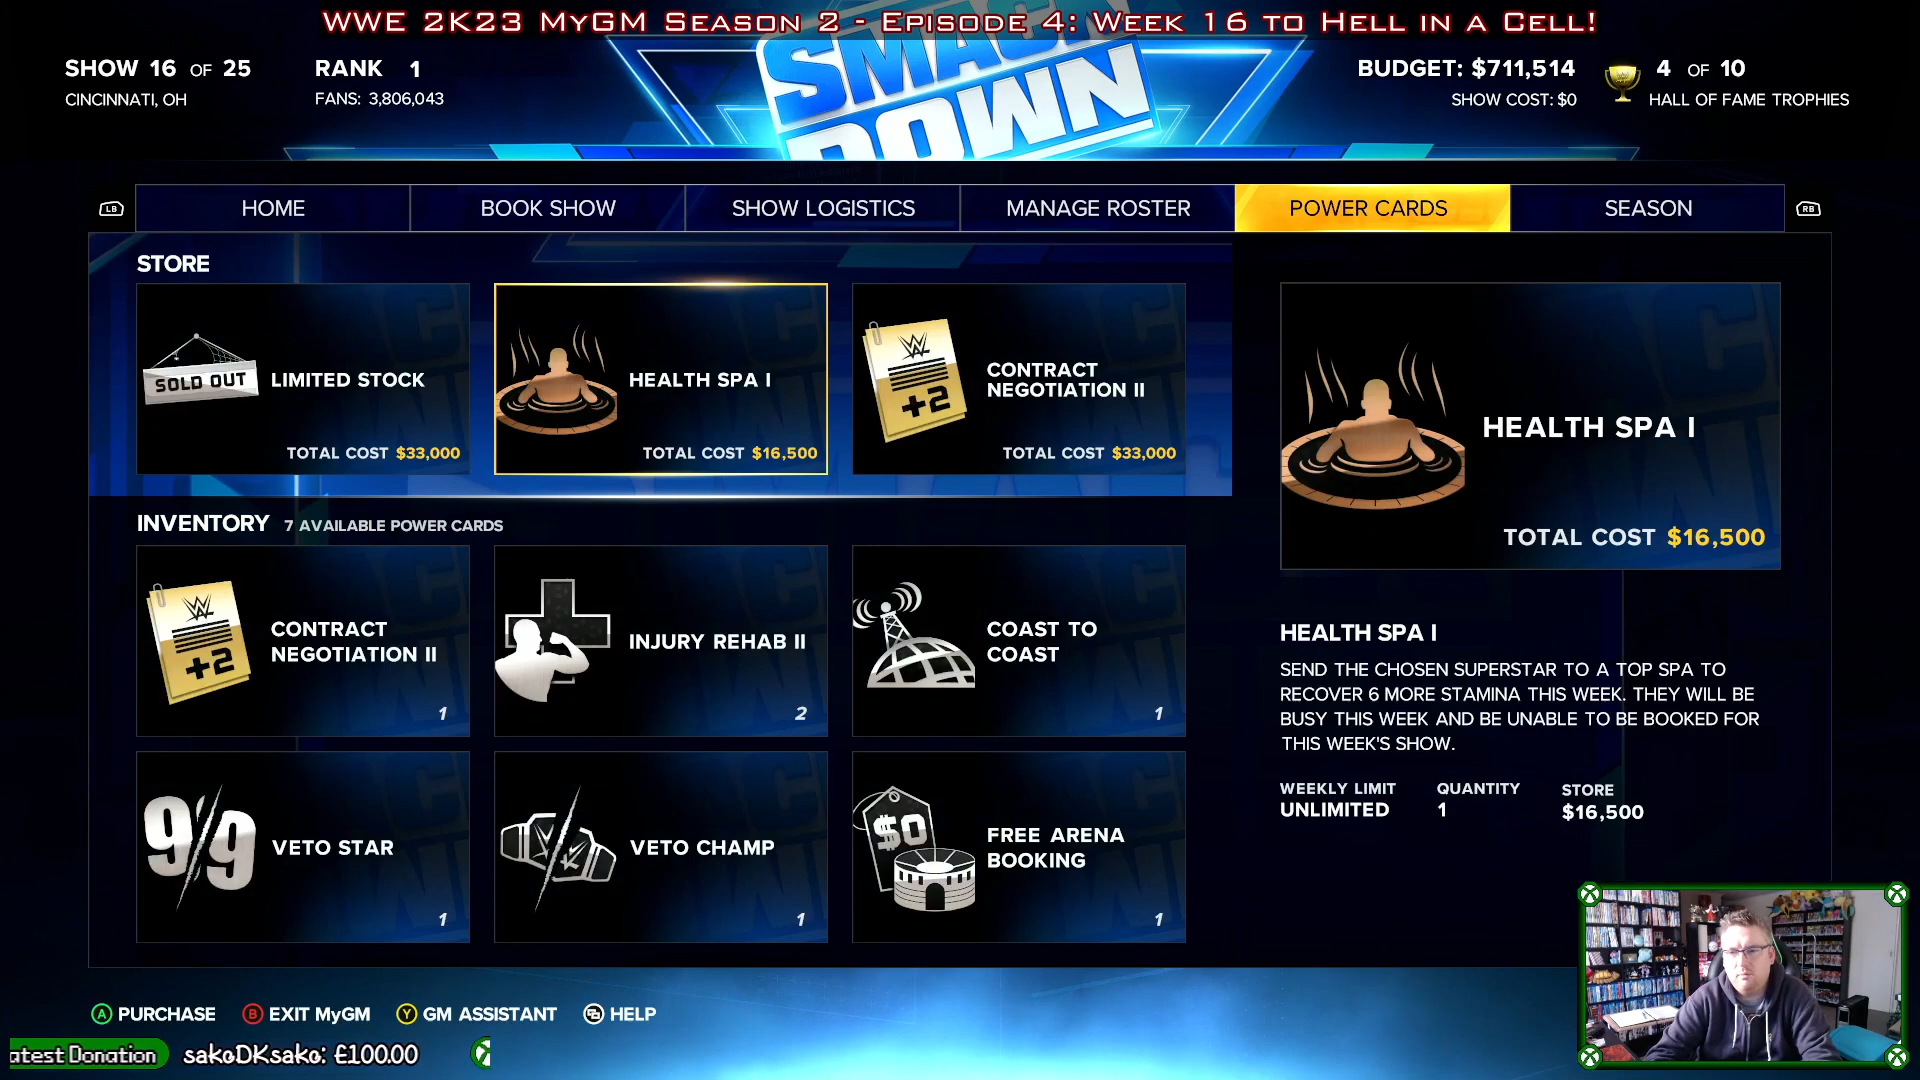 WWE 2K23 MyGM Season 2 - Episode 4: Week 16 to Hell in a Cell!
SMACK
DOWN
SHOW 16 OF 25
CINCINNATI, OH
RANK 1
FANS: 3,806,043
BUDGET: $711,514
SHOW COST: $0
4 OF 10
HALL OF FAME TROPHIES
LB
HOME
BOOK SHOW
SHOW LOGISTICS
MANAGE ROSTER
POWER CARDS
SEASON
RB
STORE
SOLD OUT
LIMITED STOCK
TOTAL COST $33,000
HEALTH SPA I
TOTAL COST $16,500
+2
CONTRACT
NEGOTIATION II
TOTAL COST $33,000
HEALTH SPA I
TOTAL COST $16,500
INVENTORY 7 AVAILABLE POWER CARDS
+2
CONTRACT
NEGOTIATION II
1
INJURY REHAB II
2
COAST TO
COAST
1
99
VETO STAR
1
VETO CHAMP
1
$0
FREE ARENA
BOOKING
1
HEALTH SPA I
SEND THE CHOSEN SUPERSTAR TO A TOP SPA TO
RECOVER 6 MORE STAMINA THIS WEEK. THEY WILL BE
BUSY THIS WEEK AND BE UNABLE TO BE BOOKED FOR
THIS WEEK'S SHOW.
WEEKLY LIMIT
UNLIMITED
QUANTITY
1
STORE
$16,500
A PURCHASE
B EXIT MyGM
Y GM ASSISTANT
HELP
atest Donation
sakoDKsako: £100.00